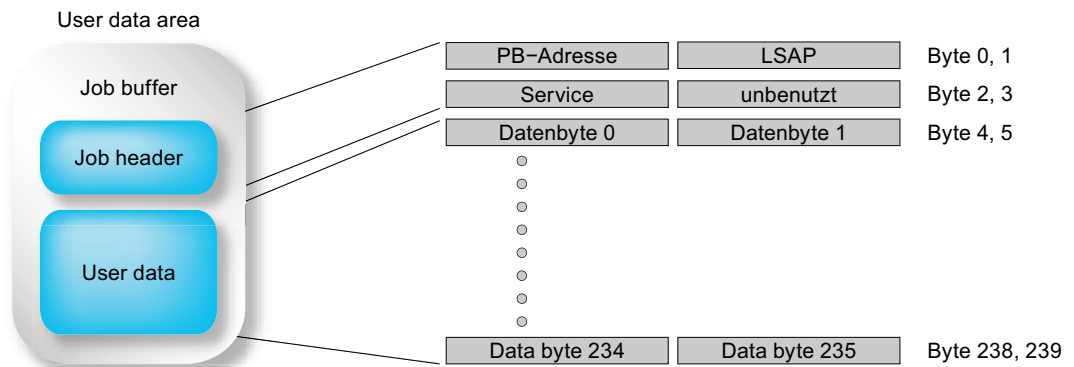 User data area
Job buffer
Job header
User data
PB–Adresse LSAP Byte 0, 1
Service unbenutzt Byte 2, 3
Datenbyte 0 Datenbyte 1 Byte 4, 5
Data byte 234 Data byte 235 Byte 238, 239